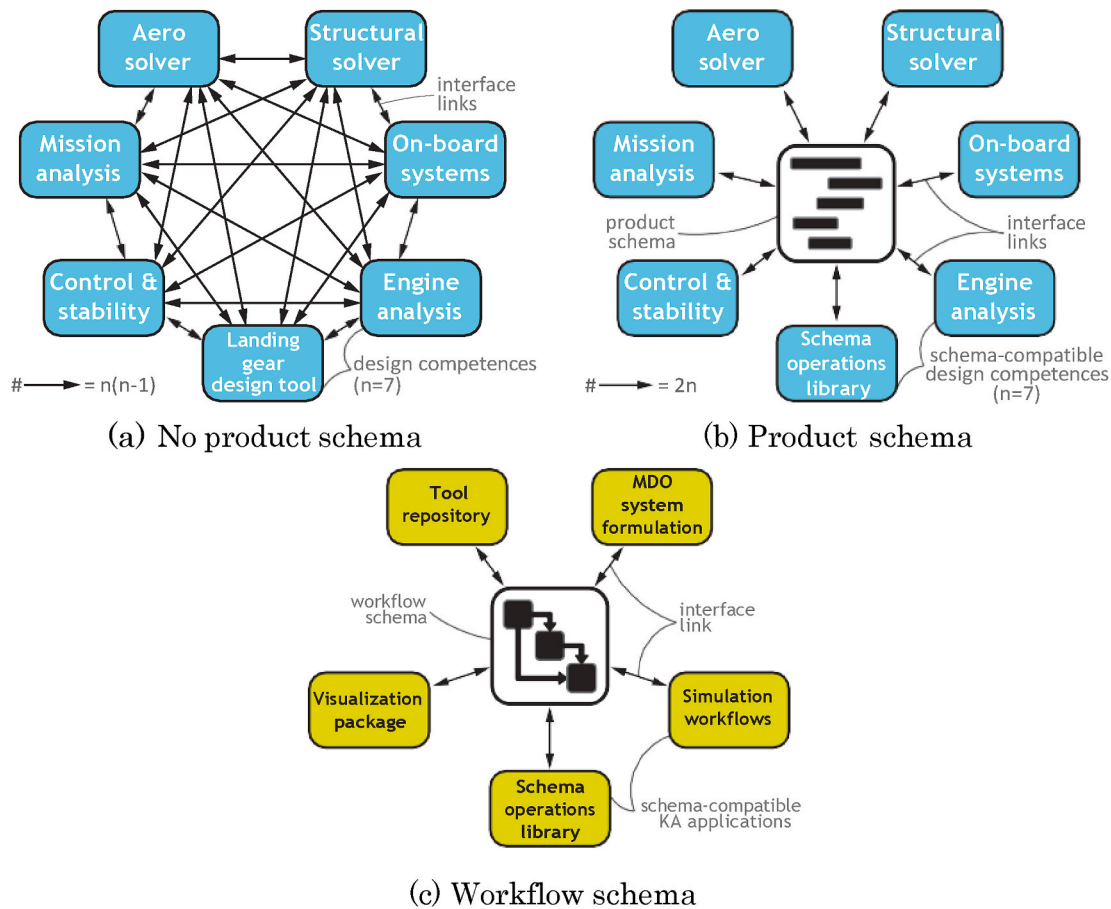 Aero
solver
Structural
solver
interface
links
Mission
analysis
On-board
systems
Control &
stability
Engine
analysis
Landing
gear
design tool
design competences
(n=7)
# = n(n-1)
(a) No product schema
Aero
solver
Structural
solver
Mission
analysis
On-board
systems
product
schema
interface
links
Control &
stability
Engine
analysis
Schema
operations
library
schema-compatible
design competences
(n=7)
# = 2n
(b) Product schema
Tool
repository
MDO
system
formulation
workflow
schema
interface
link
Visualization
package
Simulation
workflows
Schema
operations
library
schema-compatible
KA applications
(c) Workflow schema